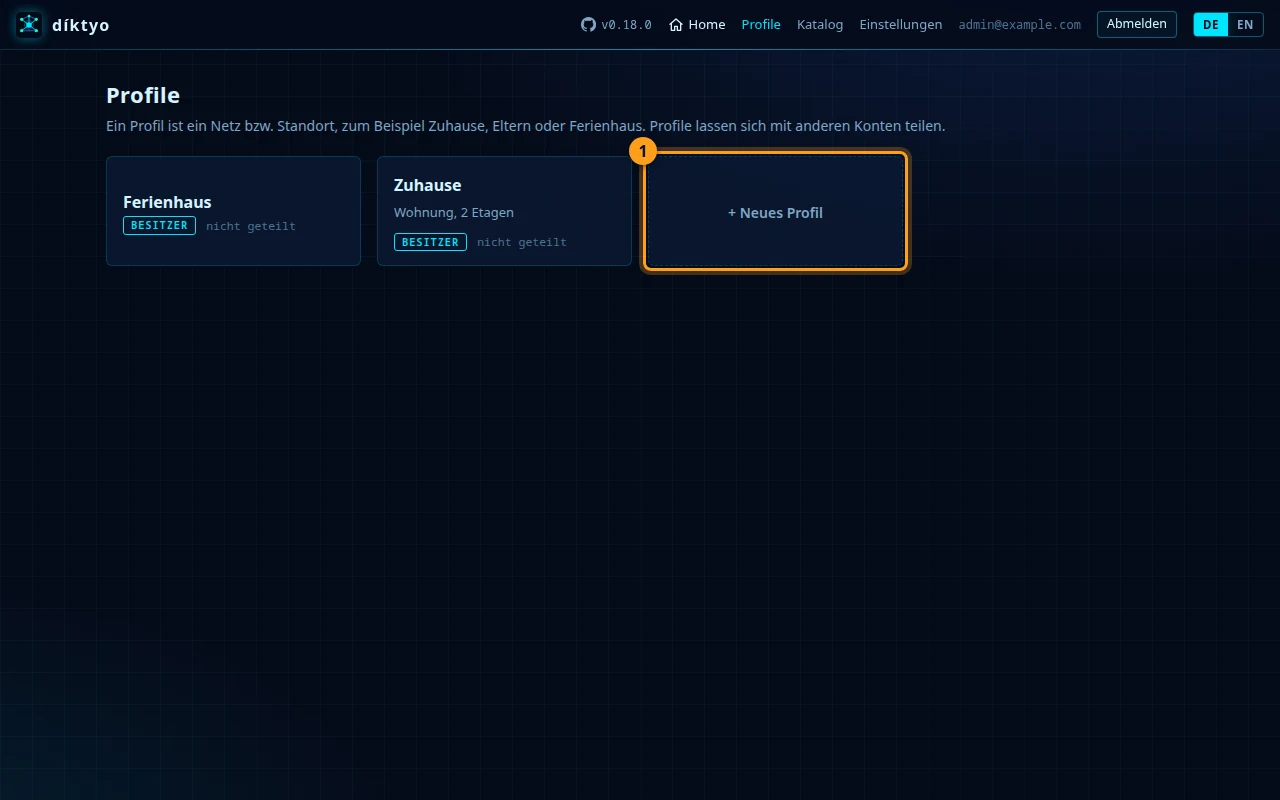 díktyo
v0.18.0 Home Profile Katalog Einstellungen admin@example.com Abmelden DE EN
Profile
Ein Profil ist ein Netz bzw. Standort, zum Beispiel Zuhause, Eltern oder Ferienhaus. Profile lassen sich mit anderen Konten teilen.
1
Ferienhaus
BESITZER nicht geteilt
Zuhause
Wohnung, 2 Etagen
BESITZER nicht geteilt
+ Neues Profil